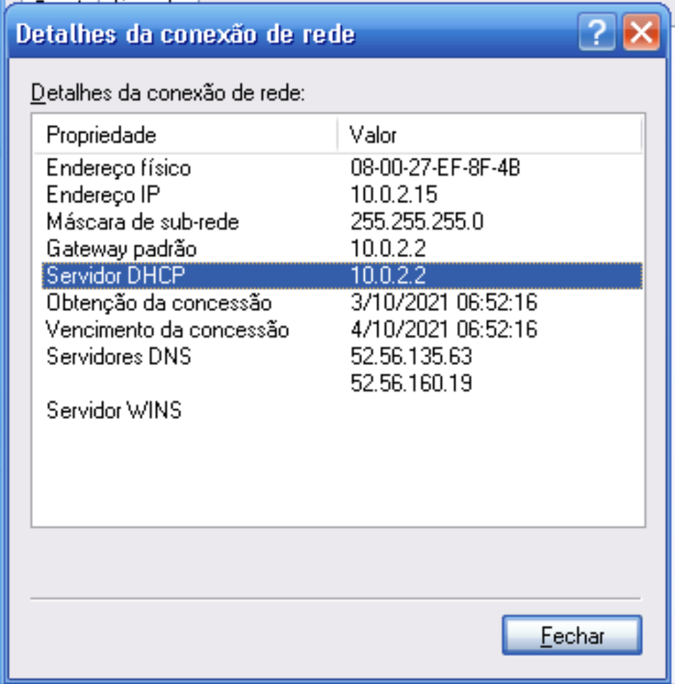 Detalhes da conexão de rede
Detalhes da conexão de rede:
Propriedade Valor
Endereço físico 08-00-27-EF-8F-4B
Endereço IP 10.0.2.15
Máscara de sub-rede 255.255.255.0
Gateway padrão 10.0.2.2
Servidor DHCP 10.0.2.2
Obtenção da concessão 3/10/2021 06:52:16
Vencimento da concessão 4/10/2021 06:52:16
Servidores DNS 52.56.135.63
52.56.160.19
Servidor WINS
Fechar